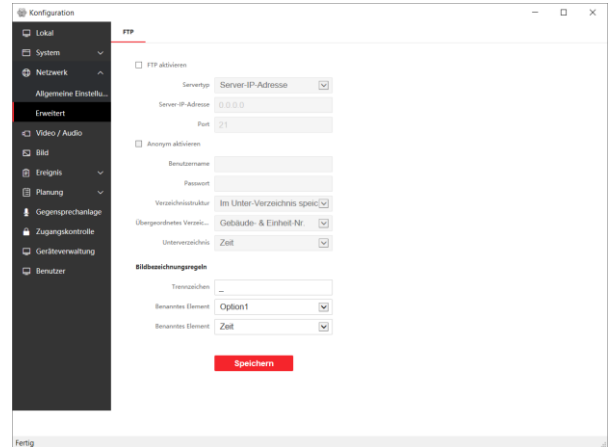 Konfiguration
Lokal
System
Netzwerk
Allgemeine Einstellu...
Erweitert
Video / Audio
Bild
Ereignis
Planung
Gegensprechanlage
Zugangskontrolle
Geräteverwaltung
Benutzer
FTP
FTP aktivieren
Servertyp Server-IP-Adresse
Server-IP-Adresse 0.0.0.0
Port 21
Anonym aktivieren
Benutzername
Passwort
Verzeichnisstruktur Im Unter-Verzeichnis speic
Übergeordnetes Verzeic... Gebäude- & Einheit-Nr.
Unterverzeichnis Zeit
Bildbezeichnungsregeln
Trennzeichen _
Benanntes Element Option1
Benanntes Element Zeit
Speichern
Fertig